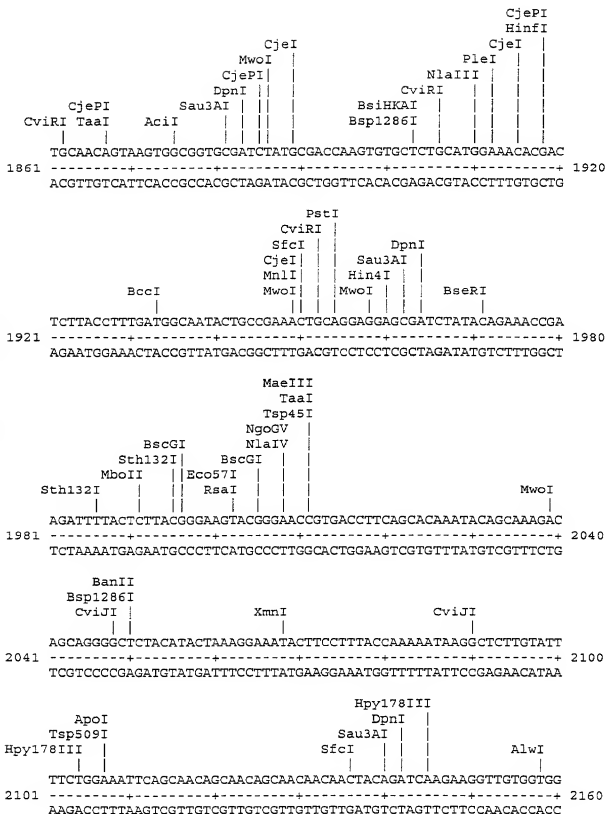 CjePI
HinfI
CjeI CjeI
MwoI PleI
CjePI NlaIII
DpnI CviRI
CjePI Sau3AI BsiHKAI
CviRI TaaI AciI Bsp1286I
TGCAACAGTAAGTGGCGGTGCGATCTATGCGACCAAGTGTGCTCTGCATGGAAACACGAC
1861 ---------+---------+---------+---------+---------+---------+ 1920
ACGTTGTCATTCACCGCCACGCTAGATACGCTGGTTCACACGAGACGTACCTTTGTGCTG
PstI
CviRI
SfcI DpnI
CjeI Sau3AI
MnlI Hin4I
BccI MwoI MwoI BseRI
TCTTACCTTTGATGGCAATACTGCCGAAACTGCAGGAGGAGCGATCTATACAGAAACCGA
1921 ---------+---------+---------+---------+---------+---------+ 1980
AGAATGGAAACTACCGTTATGACGGCTTTGACGTCCTCCTCGCTAGATATGTCTTTGGCT
MaeIII
TaaI
Tsp45I
NgoGV
BscGI NlaIV
Sth132I BscGI
MboII Eco57I
Sth132I RsaI MwoI
AGATTTTACTCTTACGGGAAGTACGGGAACCGTGACCTTCAGCACAAATACAGCAAAGAC
1981 ---------+---------+---------+---------+---------+---------+ 2040
TCTAAAATGAGAATGCCCTTCATGCCCTTGGCACTGGAAGTCGTGTTTATGTCGTTTCTG
BanII
Bsp1286I
CviJI XmnI CviJI
AGCAGGGGCTCTACATACTAAAGGAAATACTTCCTTTACCAAAAATAAGGCTCTTGTATT
2041 ---------+---------+---------+---------+---------+---------+ 2100
TCGTCCCCGAGATGTATGATTTCCTTTATGAAGGAAATGGTTTTTATTCCGAGAACATAA
Hpy178III
ApoI DpnI
Tsp509I Sau3AI
Hpy178III SfcI AlwI
TTCTGGAAATTCAGCAACAGCAACAGCAACAACAACTACAGATCAAGAAGGTTGTGGTGG
2101 ---------+---------+---------+---------+---------+---------+ 2160
AAGACCTTTAAGTCGTTGTCGTTGTCGTTGTTGTTGATGTCTAGTTCTTCCAACACCACC